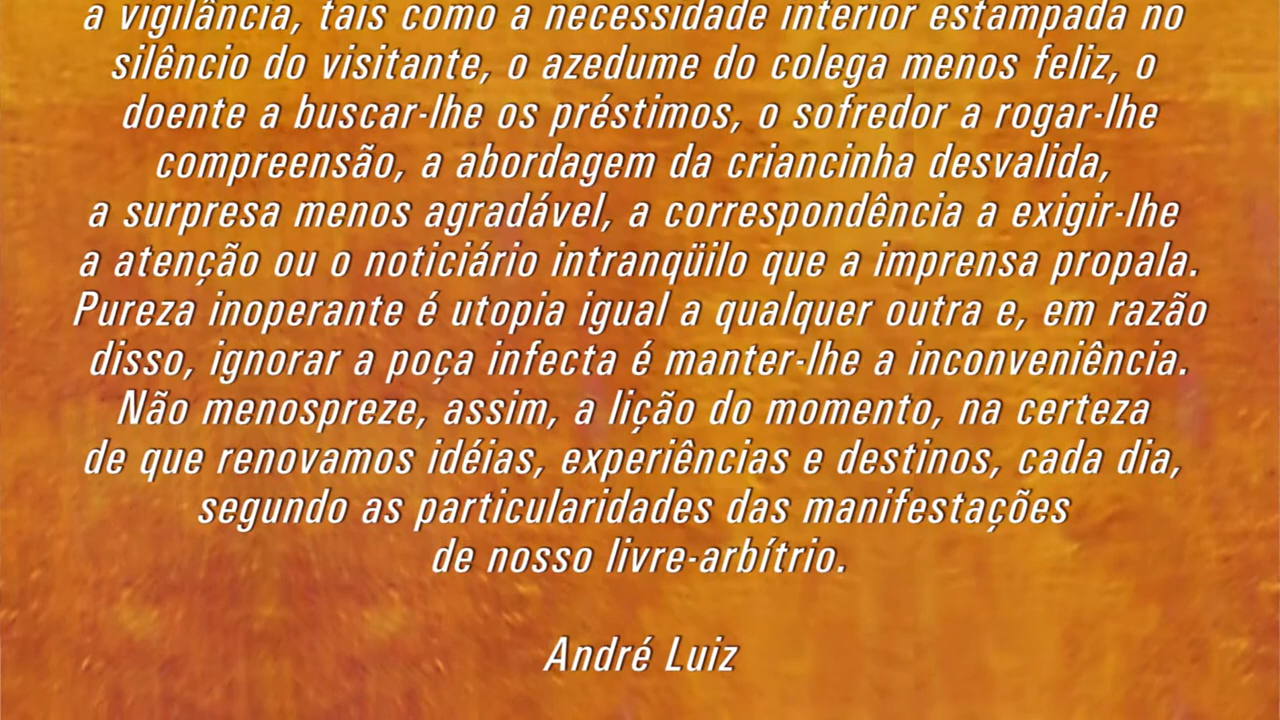 a vigilância, tais como a necessidade interior estampada no
silêncio do visitante, o azedume do colega menos feliz, o
doente a buscar-lhe os préstimos, o sofredor a rogar-lhe
compreensão, a abordagem da criancinha desvalida,
a surpresa menos agradável, a correspondência a exigir-lhe
a atenção ou o noticiário intranqüilo que a imprensa propala.
Pureza inoperante é utopia igual a qualquer outra e, em razão
disso, ignorar a poça infecta é manter-lhe a inconveniência.
Não menospreze, assim, a lição do momento, na certeza
de que renovamos idéias, experiências e destinos, cada dia,
segundo as particularidades das manifestações
de nosso livre-arbítrio.
André Luiz